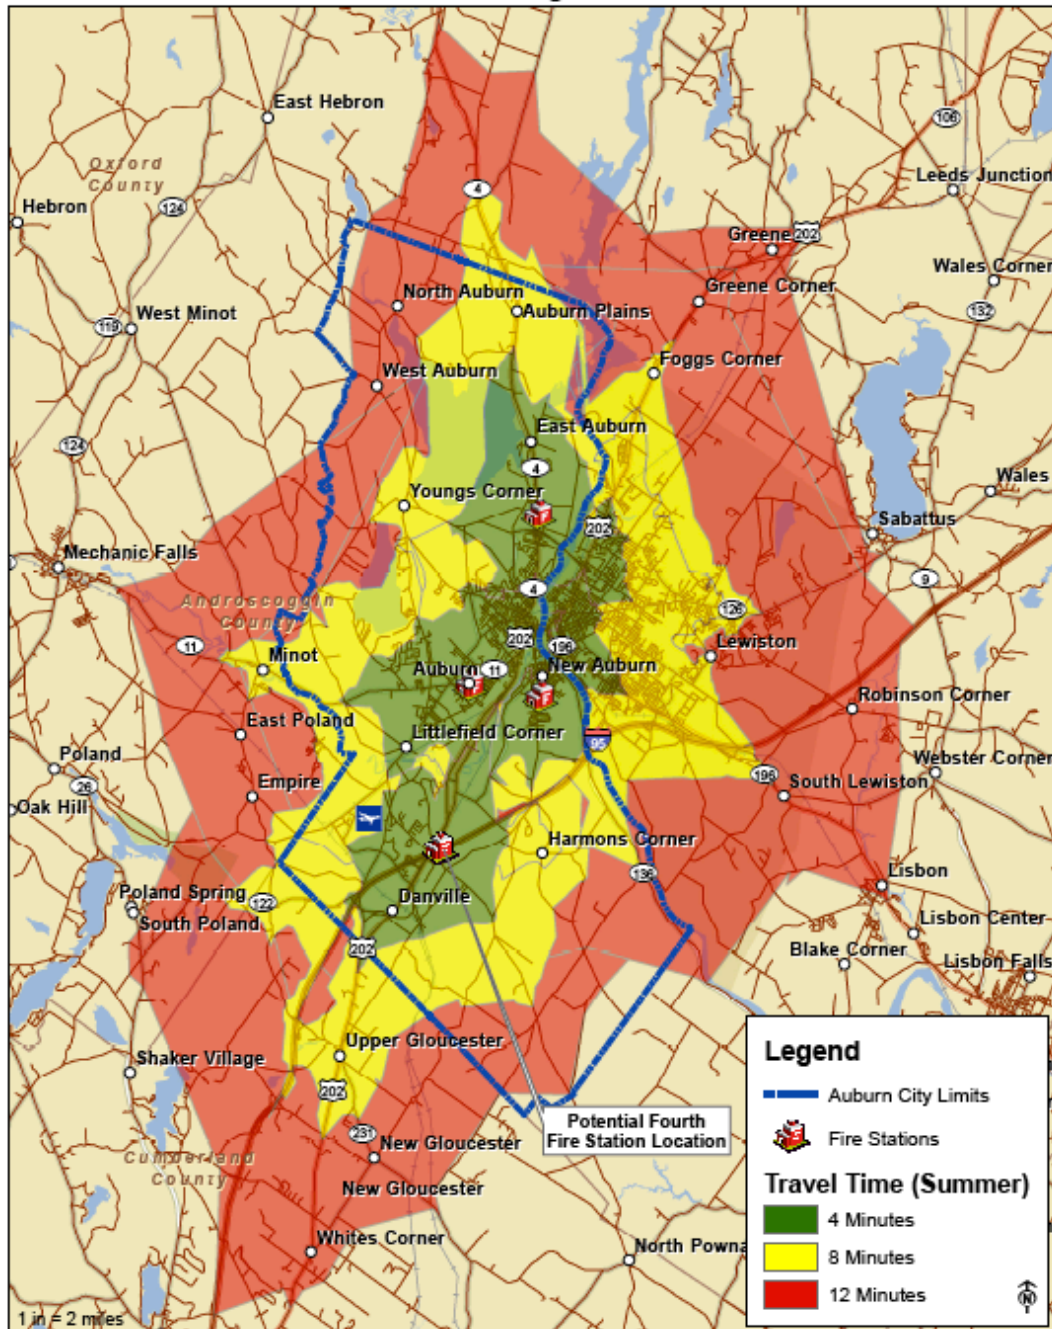 East Hebron
Oxford
County
106
Leeds Junction
4
124
Hebron
202
Greene
Wales Corner
Greene Corner
North Auburn
Auburn Plains
132
119
West Minot
Foggs Corner
West Auburn
East Auburn
124
4
Wales
Youngs Corner
202
Sabattus
Mechanic Falls
9
4
Androscoggin
County
126
202
196
11
Lewiston
Minot
Auburn
11
New Auburn
Robinson Corner
East Poland
Littlefield Corner
95
Poland
Webster Corner
26
Empire
196
South Lewiston
Oak Hill
Harmons Corner
136
Lisbon
Poland Spring
122
Danville
South Poland
Lisbon Center
202
Blake Corner
Lisbon Falls
Upper Gloucester
Shaker Village
202
231
New Gloucester
Cumberland
County
New Gloucester
Whites Corner
North Powna
Potential Fourth
Fire Station Location
Legend
Auburn City Limits
Fire Stations
Travel Time (Summer)
4 Minutes
8 Minutes
12 Minutes
N
1 in = 2 miles